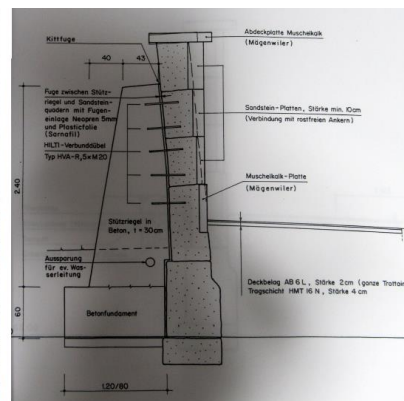 Kittfuge
Abdeckplatte Muschelkalk
(Mägenwiler)
40
43
Fuge zwischen Stütz-
riegel und Sandstein-
quadern mit Fugen-
einlage Neopren 5mm
und Plasticfolie
(Sarnafil)
HILTI-Verbunddübel
Typ HVA-R,5×M20
Sandstein-Platten, Stärke min. 10cm
(Verbindung mit rostfreien Ankern)
Muschelkalk-Platte
(Mägenwiler)
2.40
Stützriegel in
Beton, t = 30cm
Aussparung
für ev. Was-
serleitung
Deckbelag AB 6 L, Stärke 2cm (ganze Trottoir
Tragschicht HMT 16 N, Stärke 4 cm
60
Betonfundament
1.20/80